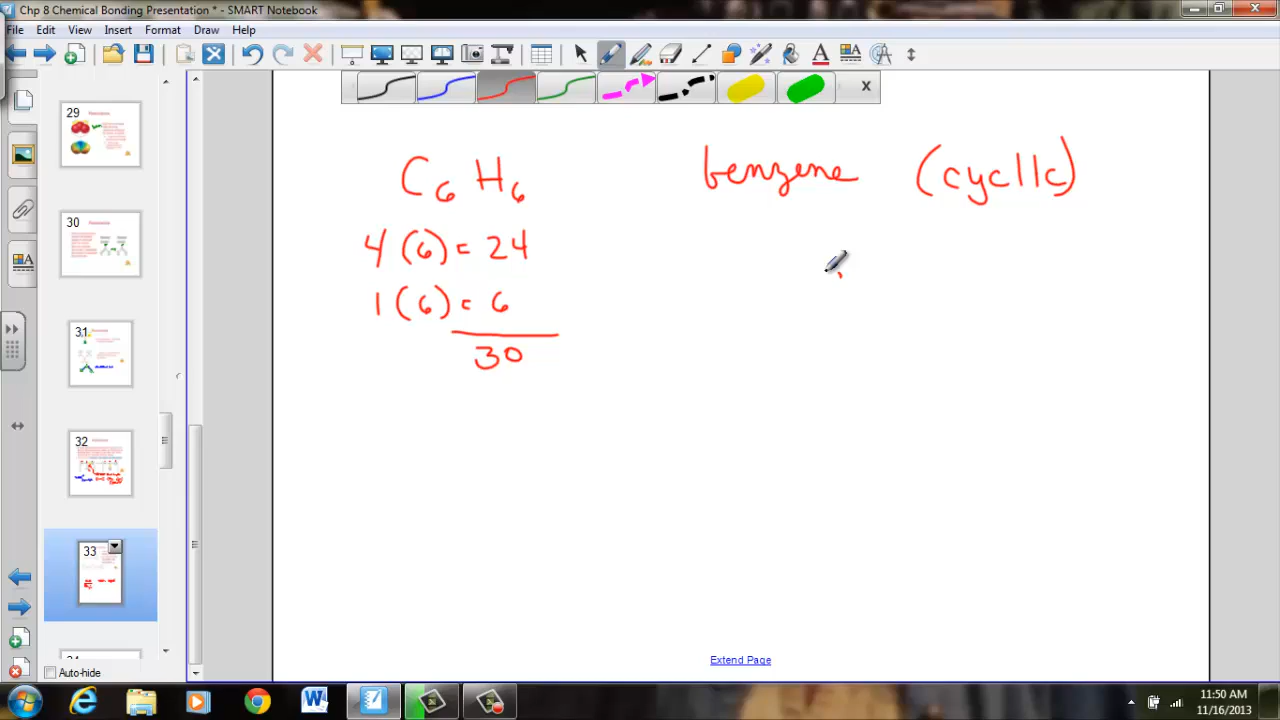 Chp 8 Chemical Bonding Presentation * - SMART Notebook
File Edit View Insert Format Draw Help
29
30
31
32
33
C6 H6 benzene (cyclic)
4 (6) = 24
1 (6) = 6
30
Extend Page
Auto-hide
11:50 AM
11/16/2013